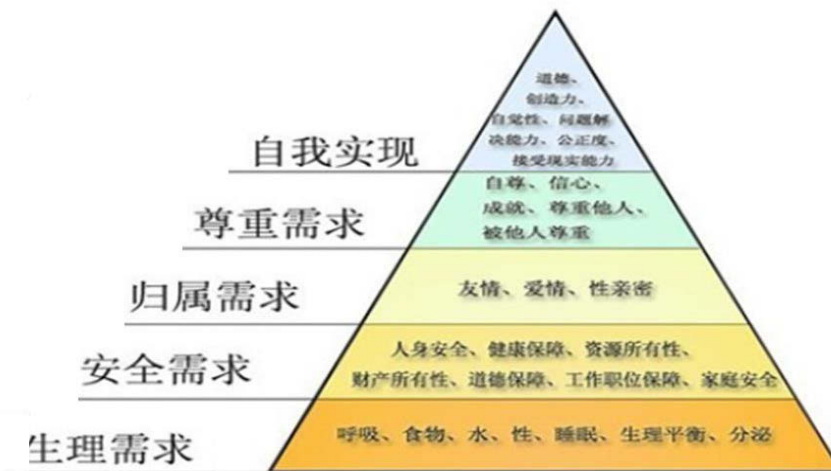 道德、
创造力、
自觉性、问题解
决能力、公正度、
接受现实能力
自我实现
自尊、信心、
成就、尊重他人、
被他人尊重
尊重需求
友情、爱情、性亲密
归属需求
人身安全、健康保障、资源所有性、
财产所有性、道德保障、工作职位保障、家庭安全
安全需求
呼吸、食物、水、性、睡眠、生理平衡、分泌
生理需求